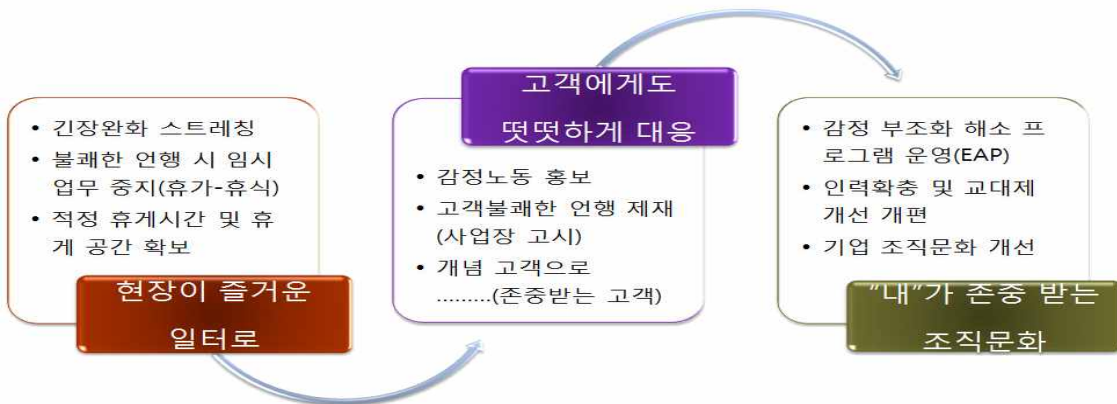 • 긴장완화 스트레칭
• 불쾌한 언행 시 임시
업무 중지(휴가-휴식)
• 적정 휴게시간 및 휴
게 공간 확보
현장이 즐거운
일터로
고객에게도
떳떳하게 대응
• 감정노동 홍보
• 고객불쾌한 언행 제재
(사업장 고시)
• 개념 고객으로
.........(존중받는 고객)
• 감정 부조화 해소 프
로그램 운영(EAP)
• 인력확충 및 교대제
개선 개편
• 기업 조직문화 개선
"내"가 존중 받는
조직문화